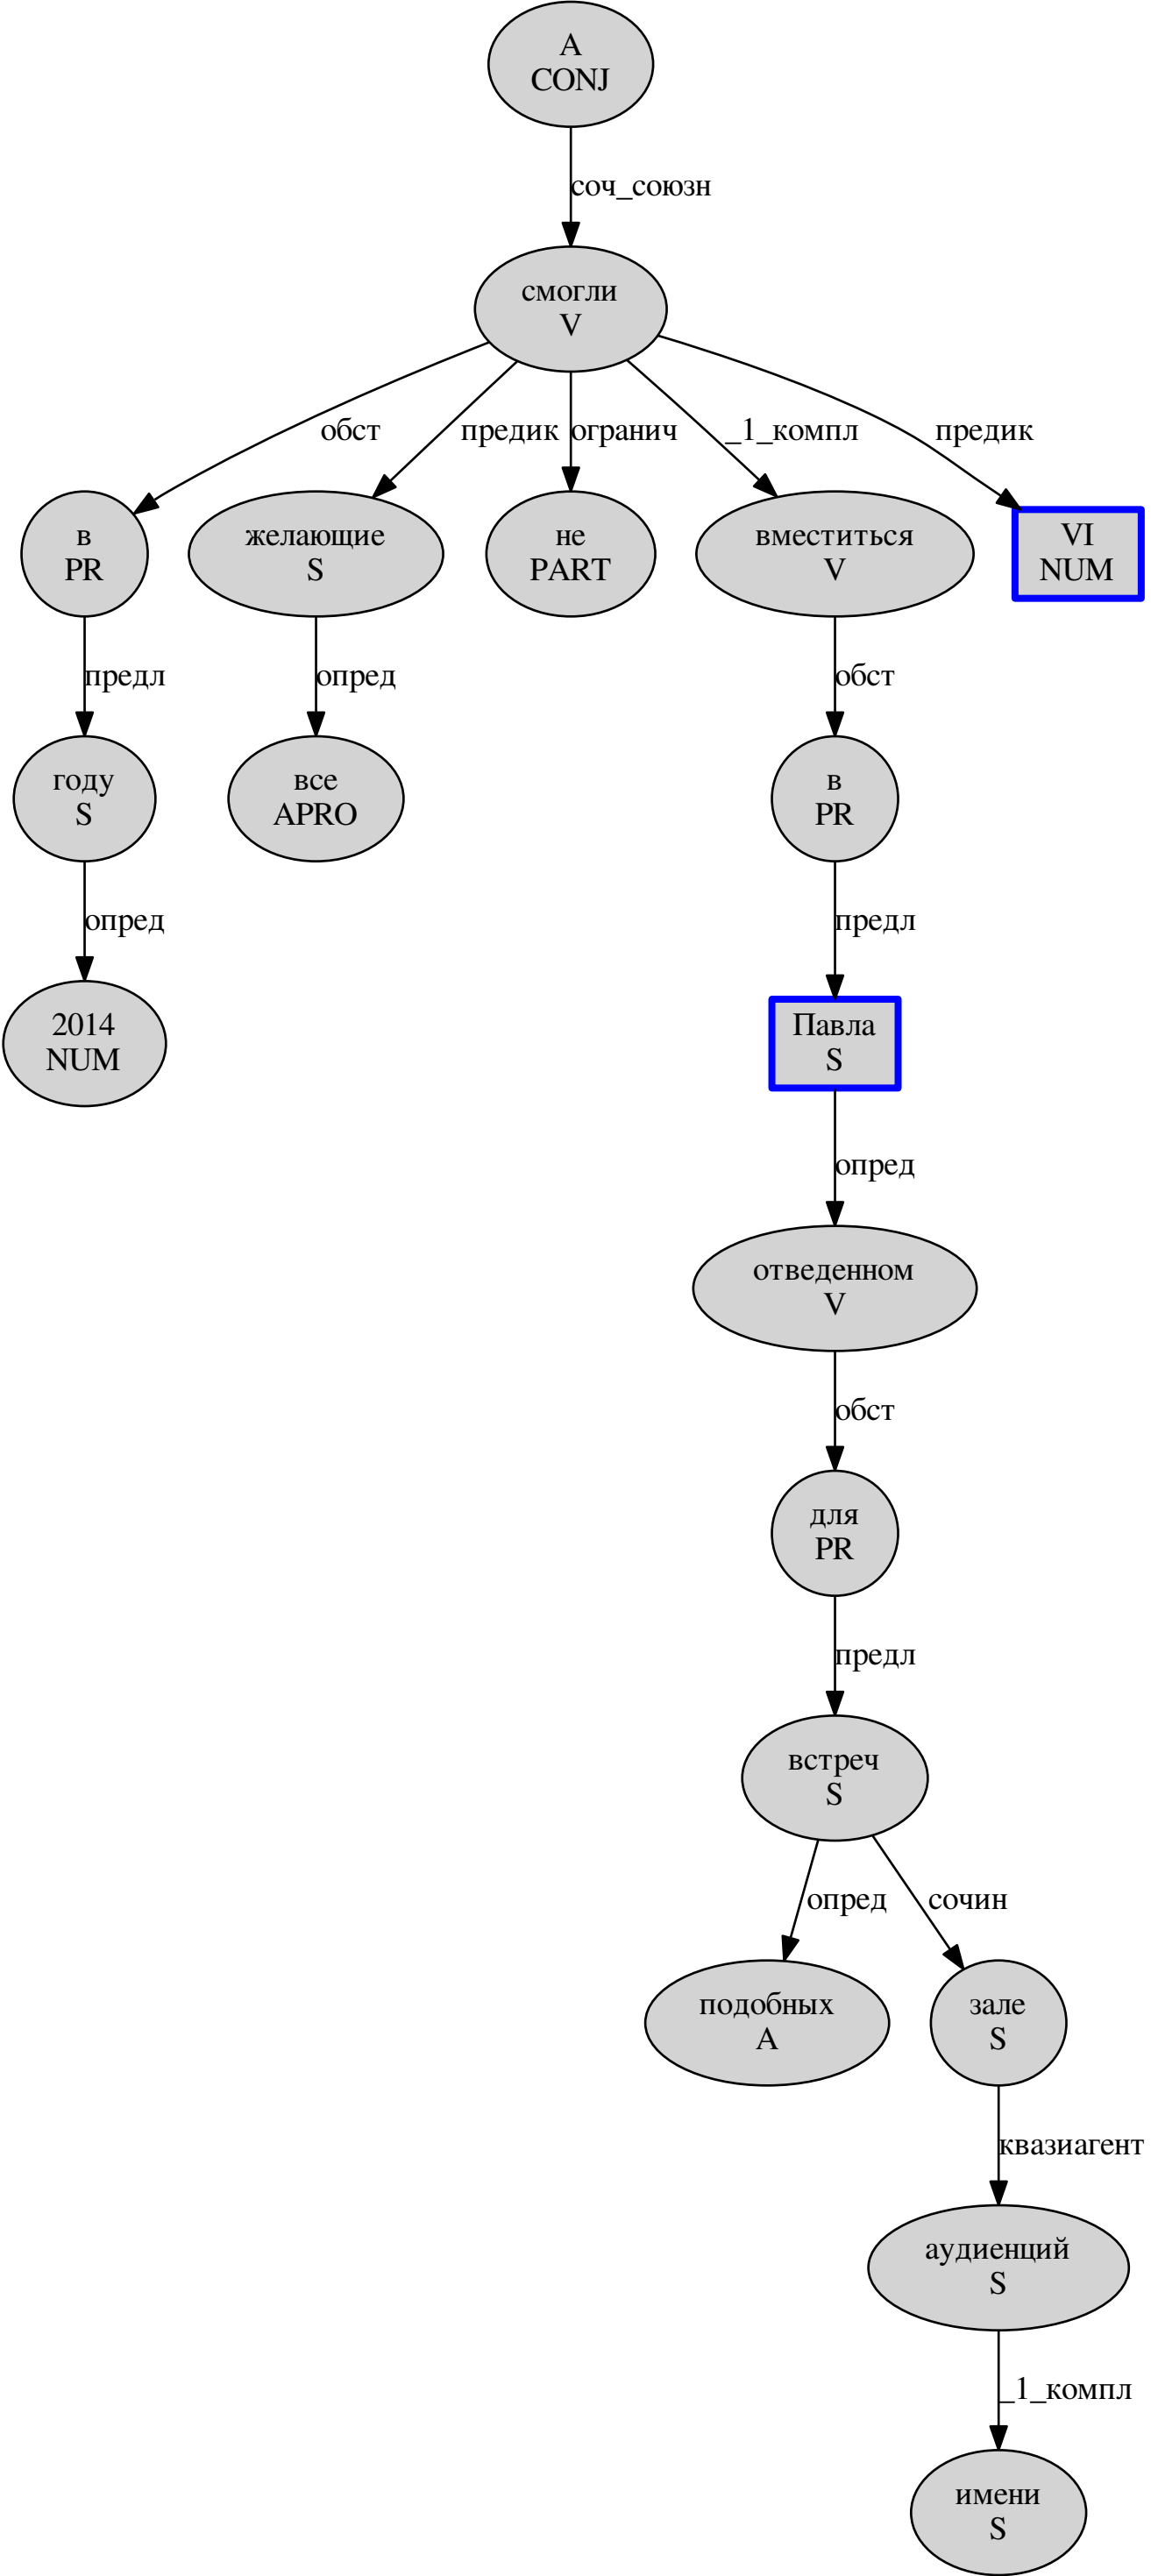 А
CONJ
соч_союзн
смогли
V
обст
предик
огранич
_1_компл
предик
в
PR
желающие
S
не
PART
вместиться
V
VI
NUM
предл
опред
обст
году
S
все
APRO
в
PR
опред
предл
2014
NUM
Павла
S
опред
отведенном
V
обст
для
PR
предл
встреч
S
опред
сочин
подобных
A
зале
S
квазиагент
аудиенций
S
_1_компл
имени
S